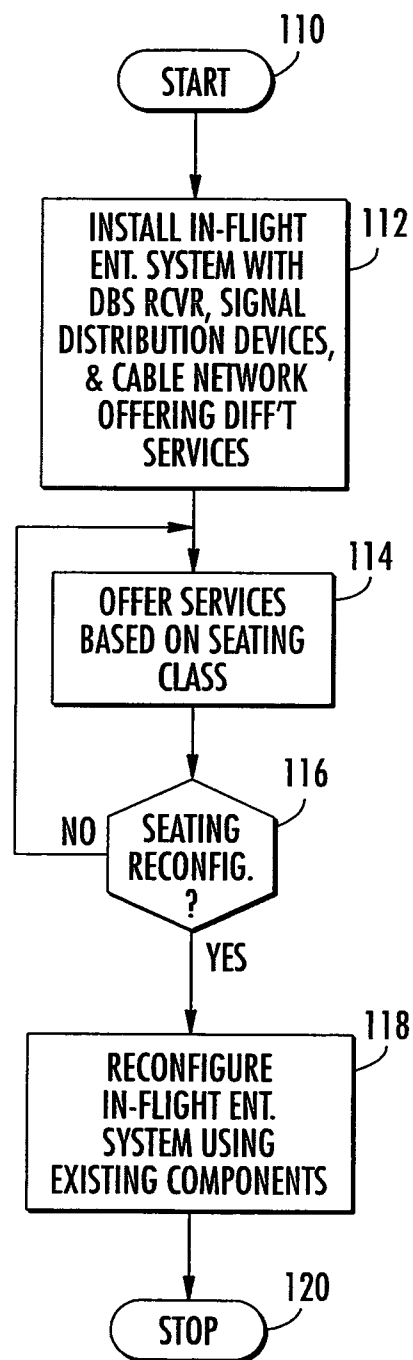 110
START
112
INSTALL IN-FLIGHT
ENT. SYSTEM WITH
DBS RCVR, SIGNAL
DISTRIBUTION DEVICES,
& CABLE NETWORK
OFFERING DIFF'T
SERVICES
114
OFFER SERVICES
BASED ON SEATING
CLASS
116
NO
SEATING
RECONFIG.
?
YES
118
RECONFIGURE
IN-FLIGHT ENT.
SYSTEM USING
EXISTING COMPONENTS
120
STOP